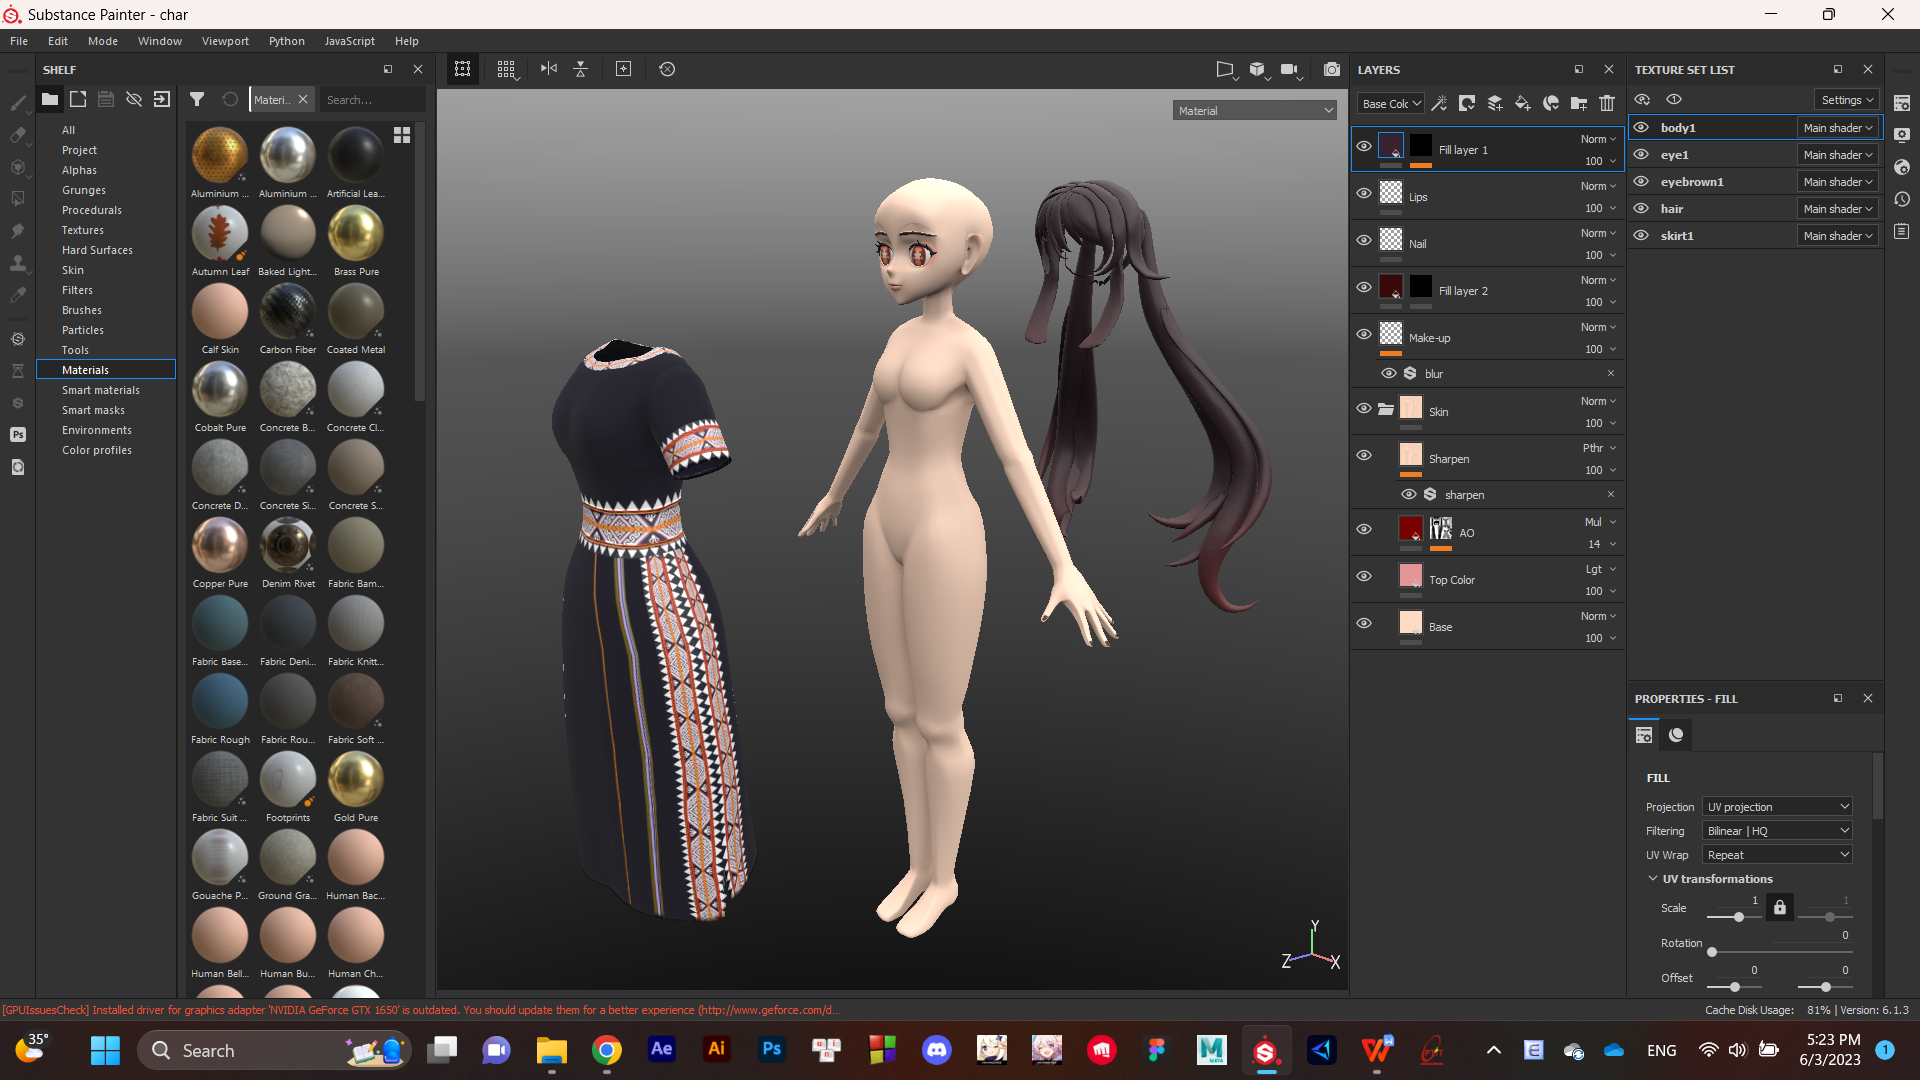 Substance Painter - char
File Edit Mode Window Viewport Python JavaScript Help
SHELF
Materi..
Search...
All
Project
Alphas
Grunges
Procedurals
Textures
Hard Surfaces
Skin
Filters
Brushes
Particles
Tools
Materials
Smart materials
Smart masks
Environments
Color profiles
Aluminium ... Aluminium ... Artificial Lea...
Autumn Leaf Baked Light... Brass Pure
Calf Skin Carbon Fiber Coated Metal
Cobalt Pure Concrete B... Concrete Cl...
Concrete D... Concrete Si... Concrete S...
Copper Pure Denim Rivet Fabric Bam...
Fabric Base... Fabric Deni... Fabric Knitt...
Fabric Rough Fabric Rou... Fabric Soft ...
Fabric Suit ... Footprints Gold Pure
Gouache P... Ground Gra... Human Bac...
Human Bell... Human Bu... Human Ch...
Material
Y
Z
X
LAYERS
Base Colo
Fill layer 1 Norm 100
Lips Norm 100
Nail Norm 100
Fill layer 2 Norm 100
Make-up Norm 100
blur
Skin Norm 100
Sharpen Pthr 100
sharpen
AO Mul 14
Top Color Lgt 100
Base Norm 100
TEXTURE SET LIST
Settings
body1 Main shader
eye1 Main shader
eyebrown1 Main shader
hair Main shader
skirt1 Main shader
PROPERTIES - FILL
FILL
Projection UV projection
Filtering Bilinear | HQ
UV Wrap Repeat
UV transformations
Scale 1 1
Rotation 0
Offset 0 0
[GPUIssuesCheck] Installed driver for graphics adapter 'NVIDIA GeForce GTX 1650' is outdated. You should update them for a better experience (http://www.geforce.com/d...
Cache Disk Usage: 81% | Version: 6.1.3
35°
Search
Ae
Ai
Ps
MAYA
ENG
5:23 PM
6/3/2023
1